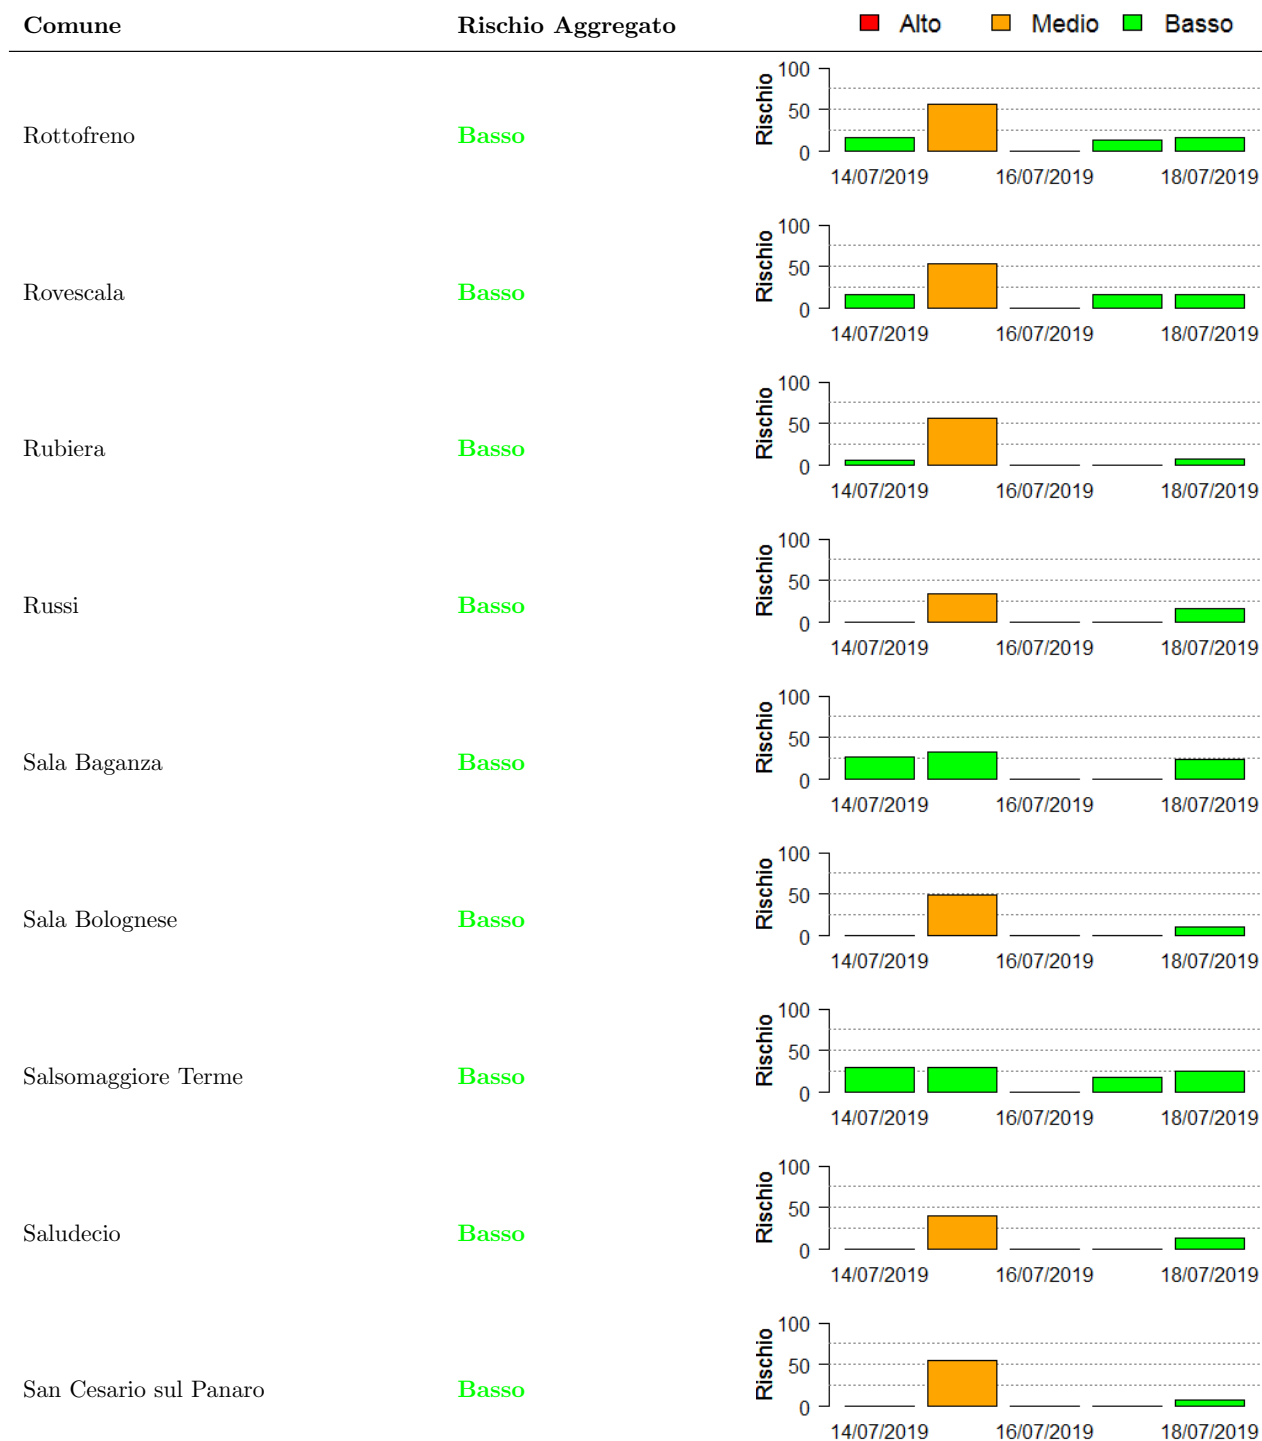 Comune Rischio Aggregato Alto Medio Basso
Rottofreno Basso
Rischio
100
50
0
14/07/2019 16/07/2019 18/07/2019
Rovescala Basso
Rischio
100
50
0
14/07/2019 16/07/2019 18/07/2019
Rubiera Basso
Rischio
100
50
0
14/07/2019 16/07/2019 18/07/2019
Russi Basso
Rischio
100
50
0
14/07/2019 16/07/2019 18/07/2019
Sala Baganza Basso
Rischio
100
50
0
14/07/2019 16/07/2019 18/07/2019
Sala Bolognese Basso
Rischio
100
50
0
14/07/2019 16/07/2019 18/07/2019
Salsomaggiore Terme Basso
Rischio
100
50
0
14/07/2019 16/07/2019 18/07/2019
Saludecio Basso
Rischio
100
50
0
14/07/2019 16/07/2019 18/07/2019
San Cesario sul Panaro Basso
Rischio
100
50
0
14/07/2019 16/07/2019 18/07/2019